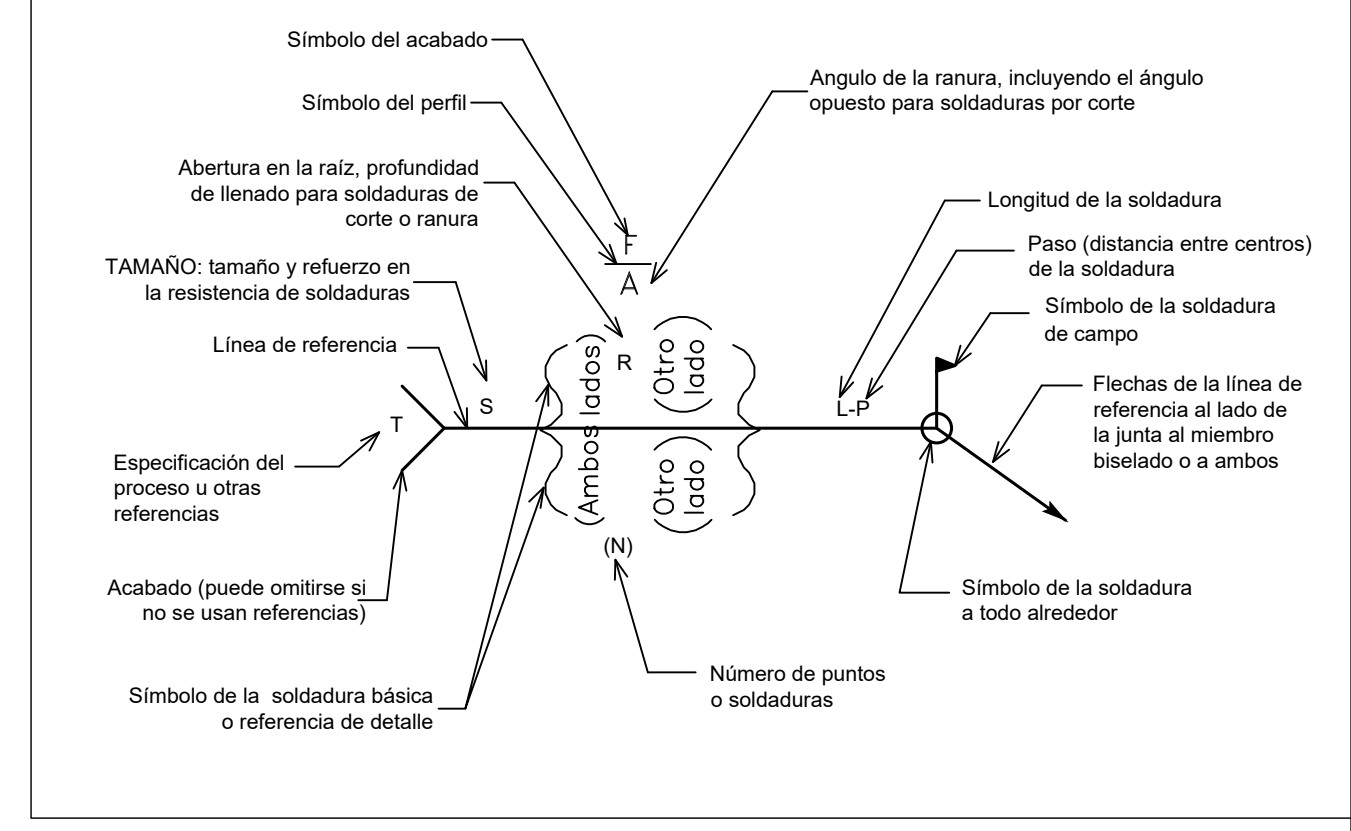 Símbolo del acabado
Símbolo del perfil
Abertura en la raíz, profundidad
de llenado para soldaduras de
corte o ranura
TAMAÑO: tamaño y refuerzo en
la resistencia de soldaduras
Línea de referencia
Angulo de la ranura, incluyendo el ángulo
opuesto para soldaduras por corte
Longitud de la soldadura
Paso (distancia entre centros)
de la soldadura
Símbolo de la soldadura
de campo
Flechas de la línea de
referencia al lado de
la junta al miembro
biselado o a ambos
F
A
R
(Ambos lados)
(Otro
lado)
(Otro
lado)
S
T
L-P
(N)
Especificación del
proceso u otras
referencias
Acabado (puede omitirse si
no se usan referencias)
Símbolo de la soldadura básica
o referencia de detalle
Número de puntos
o soldaduras
Símbolo de la soldadura
a todo alrededor